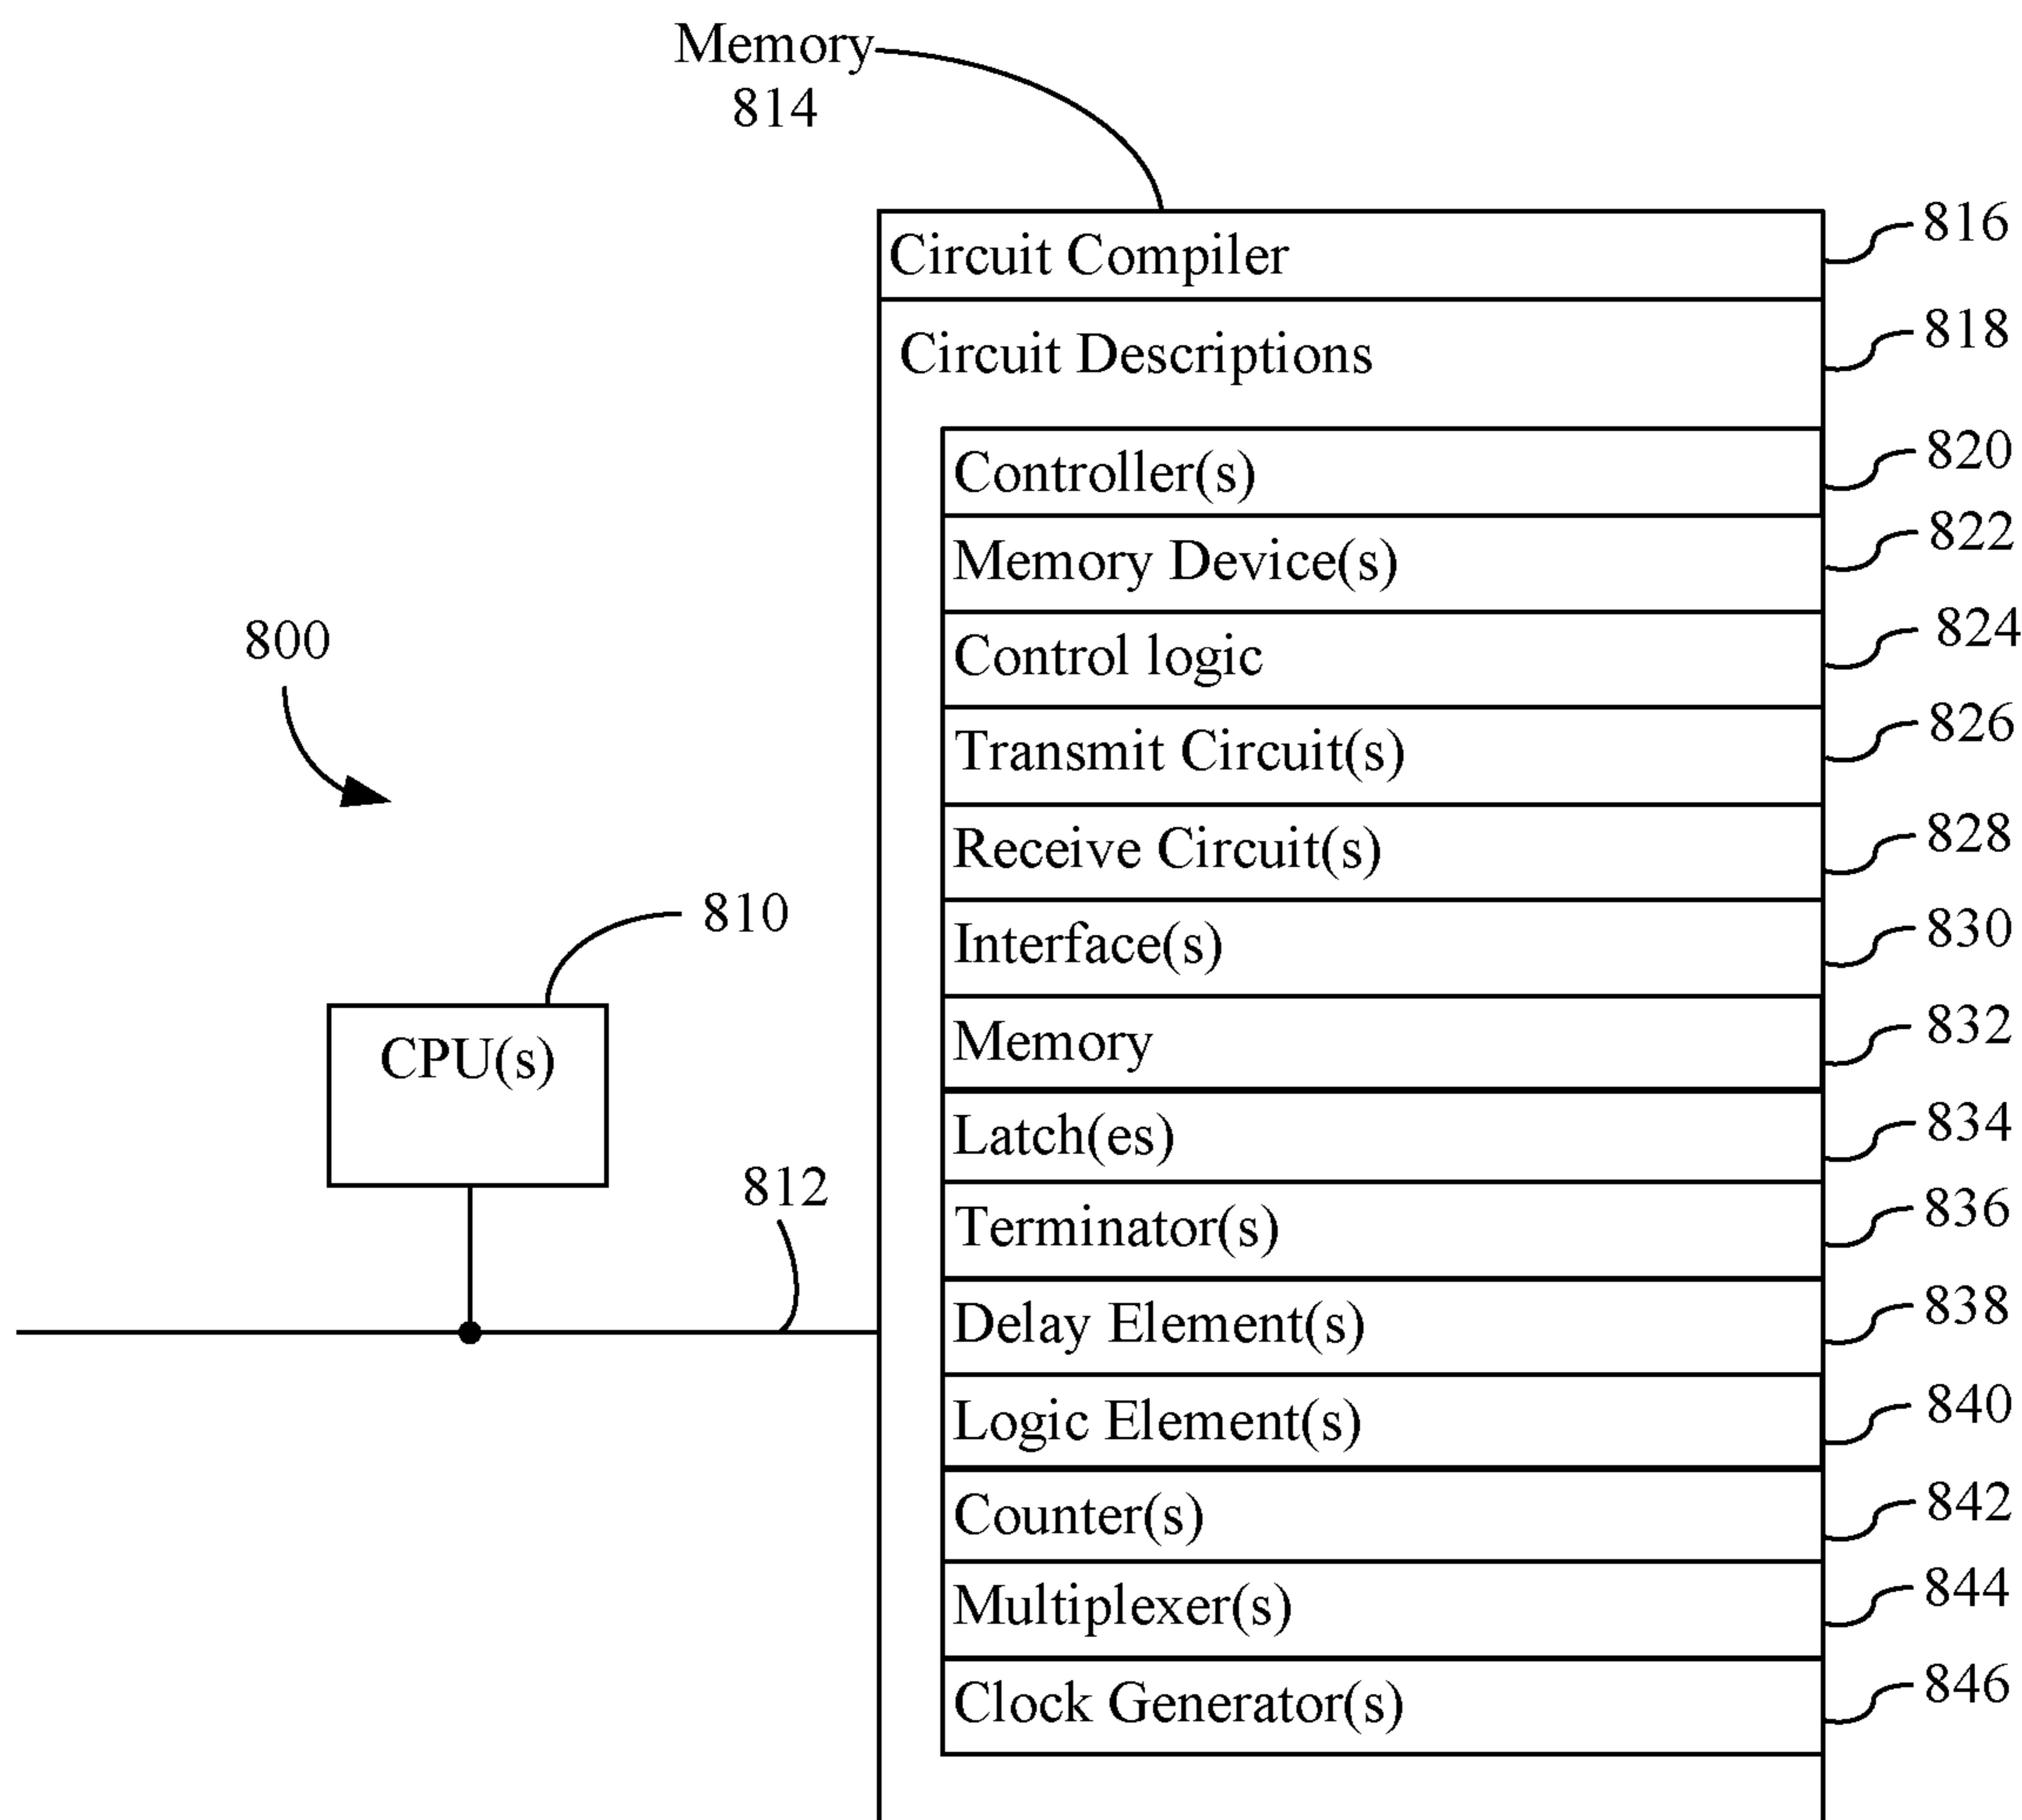 Memory
814
Circuit Compiler
816
Circuit Descriptions
818
Controller(s)
820
Memory Device(s)
822
Control logic
824
Transmit Circuit(s)
826
Receive Circuit(s)
828
Interface(s)
830
Memory
832
Latch(es)
834
Terminator(s)
836
Delay Element(s)
838
Logic Element(s)
840
Counter(s)
842
Multiplexer(s)
844
Clock Generator(s)
846
800
810
CPU(s)
812